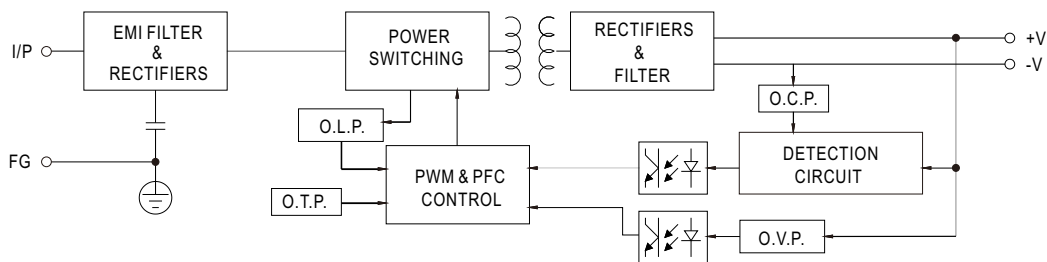 I/P
EMI FILTER
&
RECTIFIERS
POWER
SWITCHING
RECTIFIERS
&
FILTER
+V
-V
O.C.P.
O.L.P.
FG
PWM & PFC
CONTROL
DETECTION
CIRCUIT
O.T.P.
O.V.P.